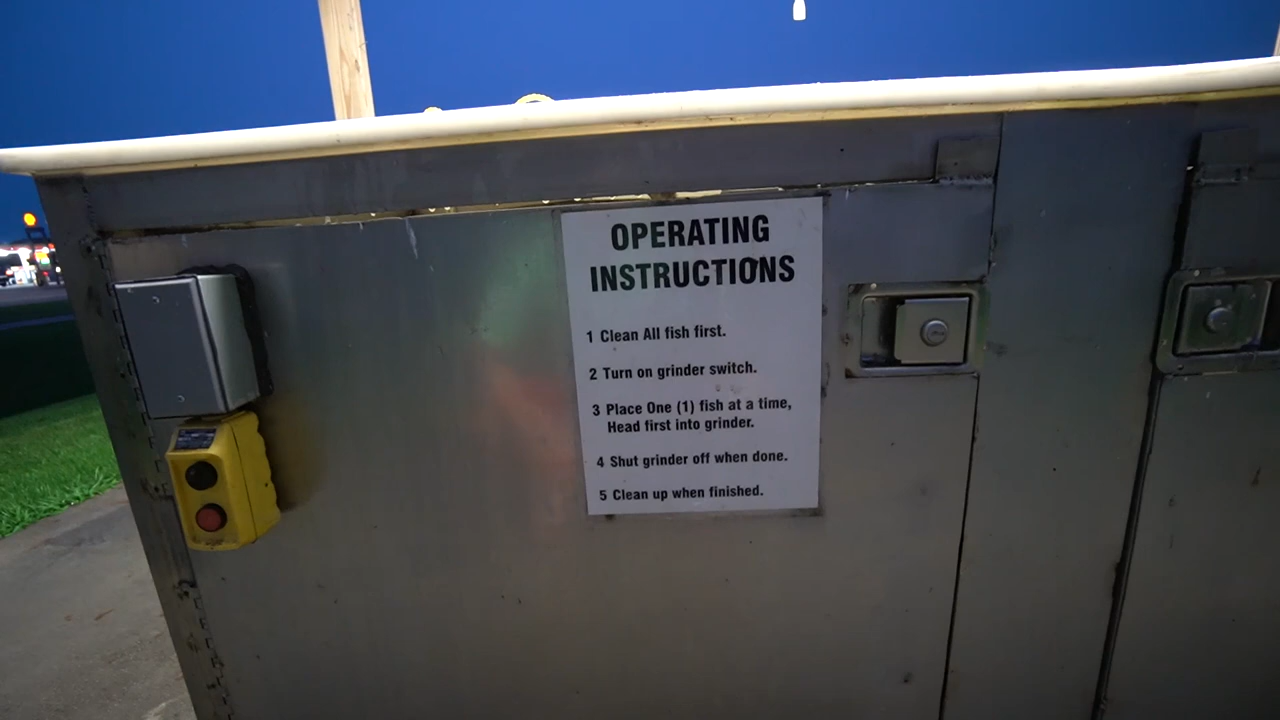 OPERATING
INSTRUCTIONS
1 Clean All fish first.
2 Turn on grinder switch.
3 Place One (1) fish at a time,
Head first into grinder.
4 Shut grinder off when done.
5 Clean up when finished.